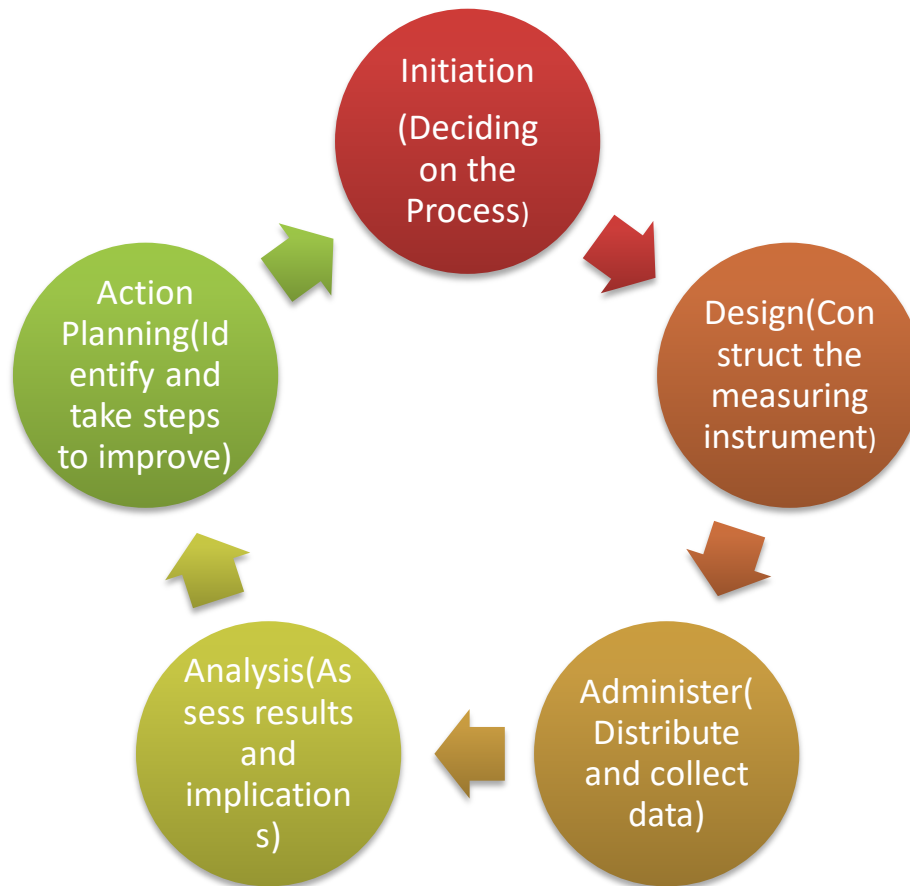 Initiation
(Deciding
on the
Process)
Design(Con
struct the
measuring
instrument)
Administer(
Distribute
and collect
data)
Analysis(As
sess results
and
implication
s)
Action
Planning(Id
entify and
take steps
to improve)